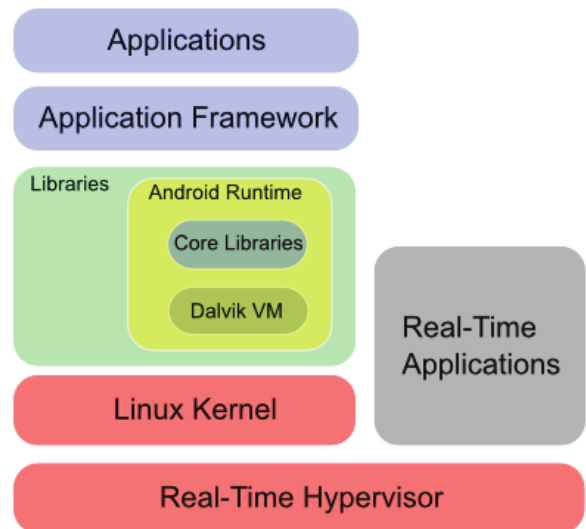 Applications
Application Framework
Libraries
Android Runtime
Core Libraries
Dalvik VM
Real-Time
Applications
Linux Kernel
Real-Time Hypervisor